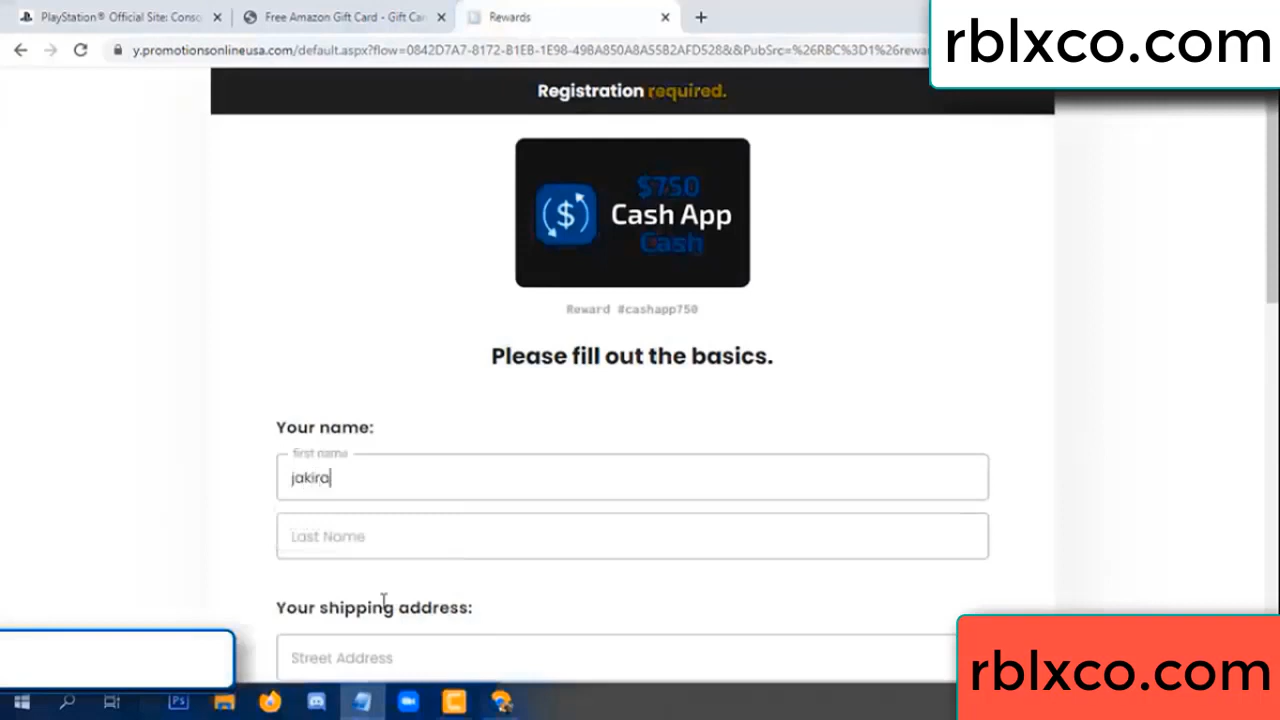 PlayStation® Official Site: Conso
Free Amazon Gift Card - Gift Car
Rewards
rblxco.com
y.promotionsonlineusa.com/default.aspx?flow=0842D7A7-8172-B1EB-1E98-49BA850A8A55B2AFD528&&PubSrc=%26RBC%3D1%26rewar
Registration required.
$750
Cash App
Cash
Reward #cashapp750
Please fill out the basics.
Your name:
first name
jakira
Last Name
Your shipping address:
Street Address
rblxco.com
Ps